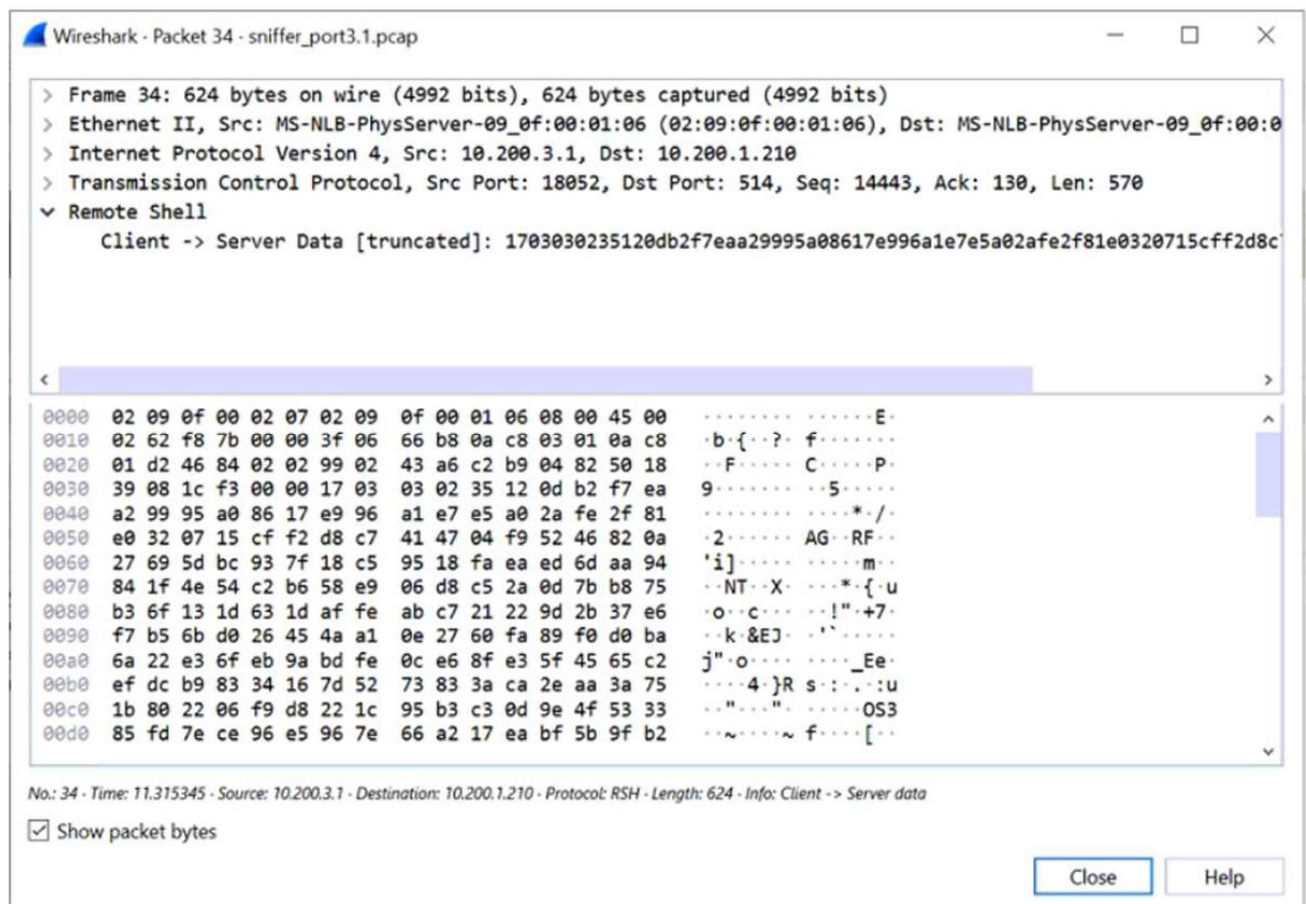 Wireshark · Packet 34 · sniffer_port3.1.pcap
> Frame 34: 624 bytes on wire (4992 bits), 624 bytes captured (4992 bits)
> Ethernet II, Src: MS-NLB-PhysServer-09_0f:00:01:06 (02:09:0f:00:01:06), Dst: MS-NLB-PhysServer-09_0f:00:0
> Internet Protocol Version 4, Src: 10.200.3.1, Dst: 10.200.1.210
> Transmission Control Protocol, Src Port: 18052, Dst Port: 514, Seq: 14443, Ack: 130, Len: 570
Remote Shell
Client -> Server Data [truncated]: 1703030235120db2f7eaa29995a08617e996a1e7e5a02afe2f81e0320715cff2d8c
0000 02 09 0f 00 02 07 02 09 0f 00 01 06 08 00 45 00 ········ ······E·
0010 02 62 f8 7b 00 00 3f 06 66 b8 0a c8 03 01 0a c8 ·b·{··?· f·······
0020 01 d2 46 84 02 02 99 02 43 a6 c2 b9 04 82 50 18 ··F····· C·····P·
0030 39 08 1c f3 00 00 17 03 03 02 35 12 0d b2 f7 ea 9······· ··5·····
0040 a2 99 95 a0 86 17 e9 96 a1 e7 e5 a0 2a fe 2f 81 ········ ····*·/·
0050 e0 32 07 15 cf f2 d8 c7 41 47 04 f9 52 46 82 0a ·2······ AG··RF··
0060 27 69 5d bc 93 7f 18 c5 95 18 fa ea ed 6d aa 94 'i]····· ·····m··
0070 84 1f 4e 54 c2 b6 58 e9 06 d8 c5 2a 0d 7b b8 75 ··NT··X· ···*·{·u
0080 b3 6f 13 1d 63 1d af fe ab c7 21 22 9d 2b 37 e6 ·o··c··· ··!"·+7·
0090 f7 b5 6b d0 26 45 4a a1 0e 27 60 fa 89 f0 d0 ba ··k·&EJ· ·'`·····
00a0 6a 22 e3 6f eb 9a bd fe 0c e6 8f e3 5f 45 65 c2 j"·o···· ····_Ee·
00b0 ef dc b9 83 34 16 7d 52 73 83 3a ca 2e aa 3a 75 ····4·}R s·:·.·:u
00c0 1b 80 22 06 f9 d8 22 1c 95 b3 c3 0d 9e 4f 53 33 ··"···"· ·····OS3
00d0 85 fd 7e ce 96 e5 96 7e 66 a2 17 ea bf 5b 9f b2 ··~····~ f····[··
No.: 34 · Time: 11.315345 · Source: 10.200.3.1 · Destination: 10.200.1.210 · Protocol: RSH · Length: 624 · Info: Client -> Server data
Show packet bytes
Close Help